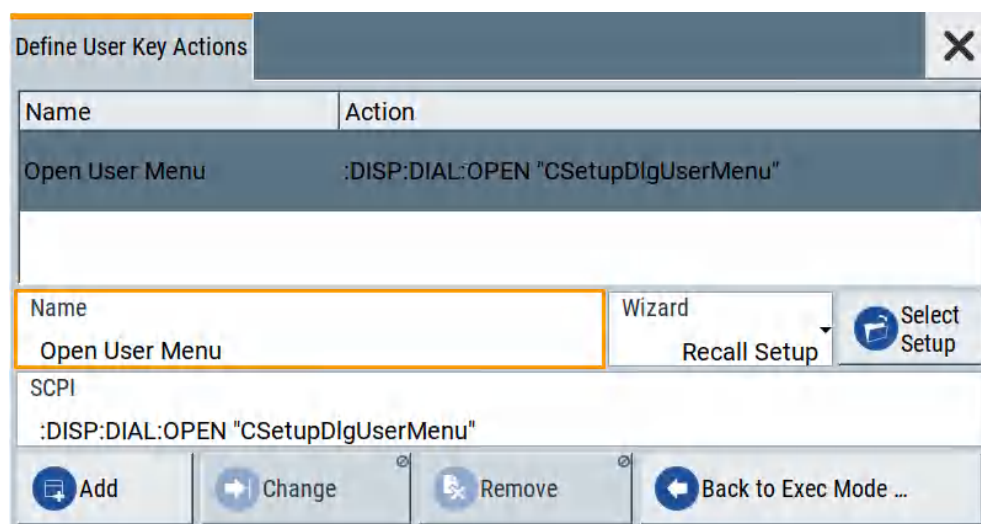 Define User Key Actions
Name Action
Open User Menu :DISP:DIAL:OPEN "CSetupDlgUserMenu"
Name
Open User Menu
Wizard
Recall Setup
Select
Setup
SCPI
:DISP:DIAL:OPEN "CSetupDlgUserMenu"
Add Change Remove Back to Exec Mode ...